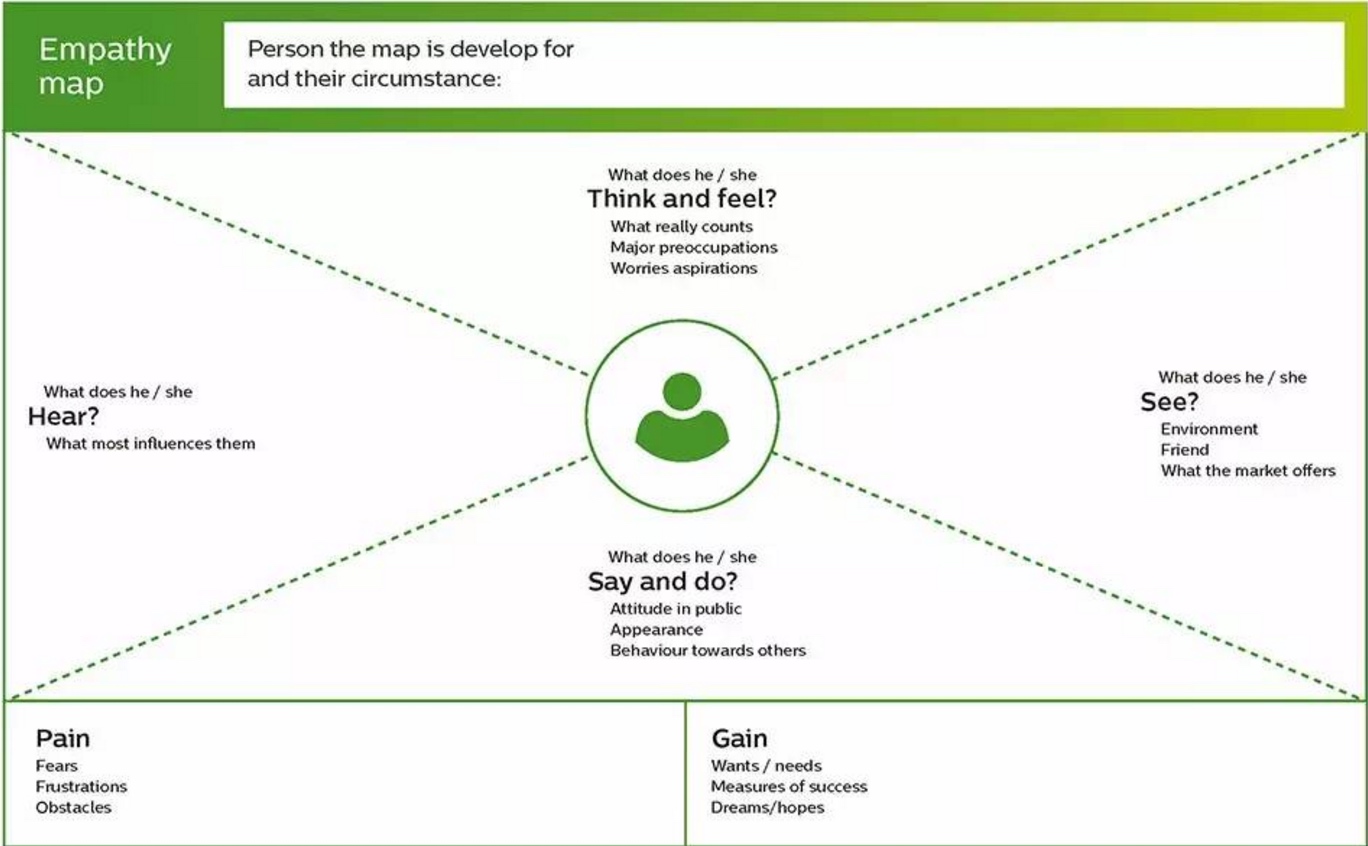 Empathy
map
Person the map is develop for
and their circumstance:
What does he / she
Think and feel?
What really counts
Major preoccupations
Worries aspirations
What does he / she
Hear?
What most influences them
What does he / she
See?
Environment
Friend
What the market offers
What does he / she
Say and do?
Attitude in public
Appearance
Behaviour towards others
Pain
Fears
Frustrations
Obstacles
Gain
Wants / needs
Measures of success
Dreams/hopes